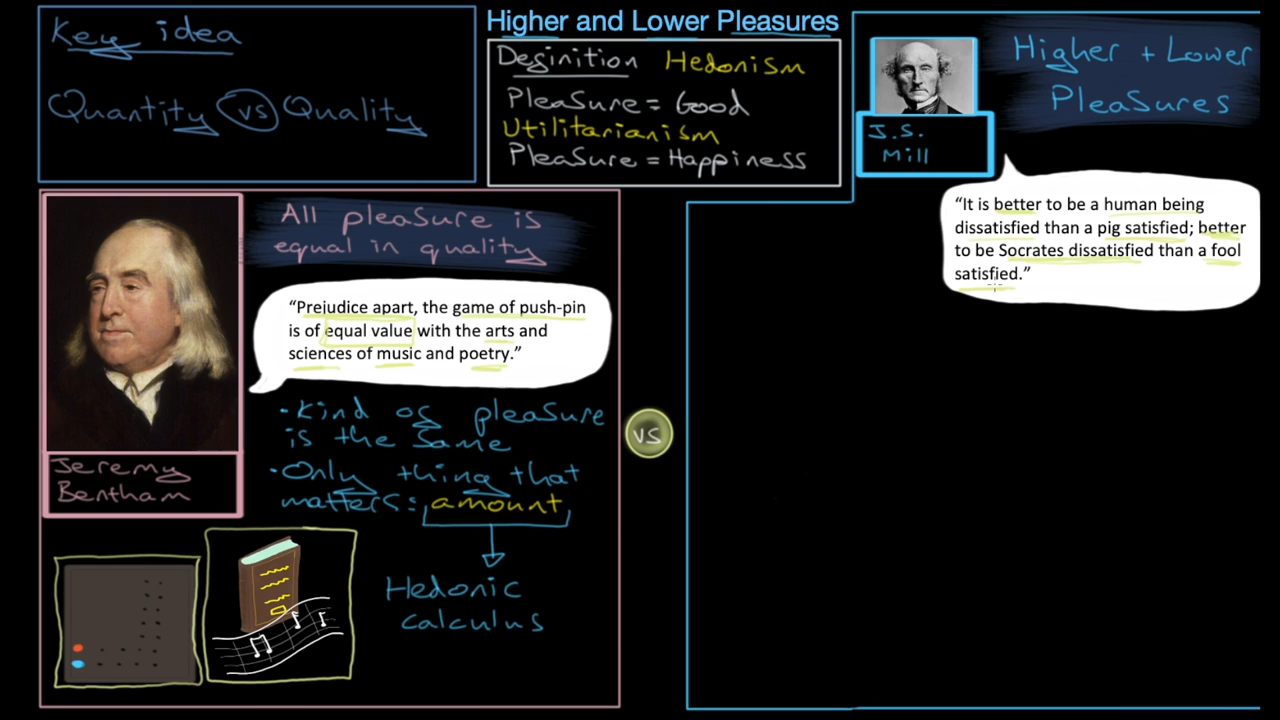 Higher and Lower Pleasures
Key idea
Quantity vs Quality
Definition Hedonism
Pleasure = Good
Utilitarianism
Pleasure = Happiness
J.S.
Mill
Higher + Lower
Pleasures
“It is better to be a human being
dissatisfied than a pig satisfied; better
to be Socrates dissatisfied than a fool
satisfied.”
All pleasure is
equal in quality
“Prejudice apart, the game of push-pin
is of equal value with the arts and
sciences of music and poetry.”
Jeremy
Bentham
·Kind of pleasure
is the same
·Only thing that
matters: amount
Hedonic
calculus
vs